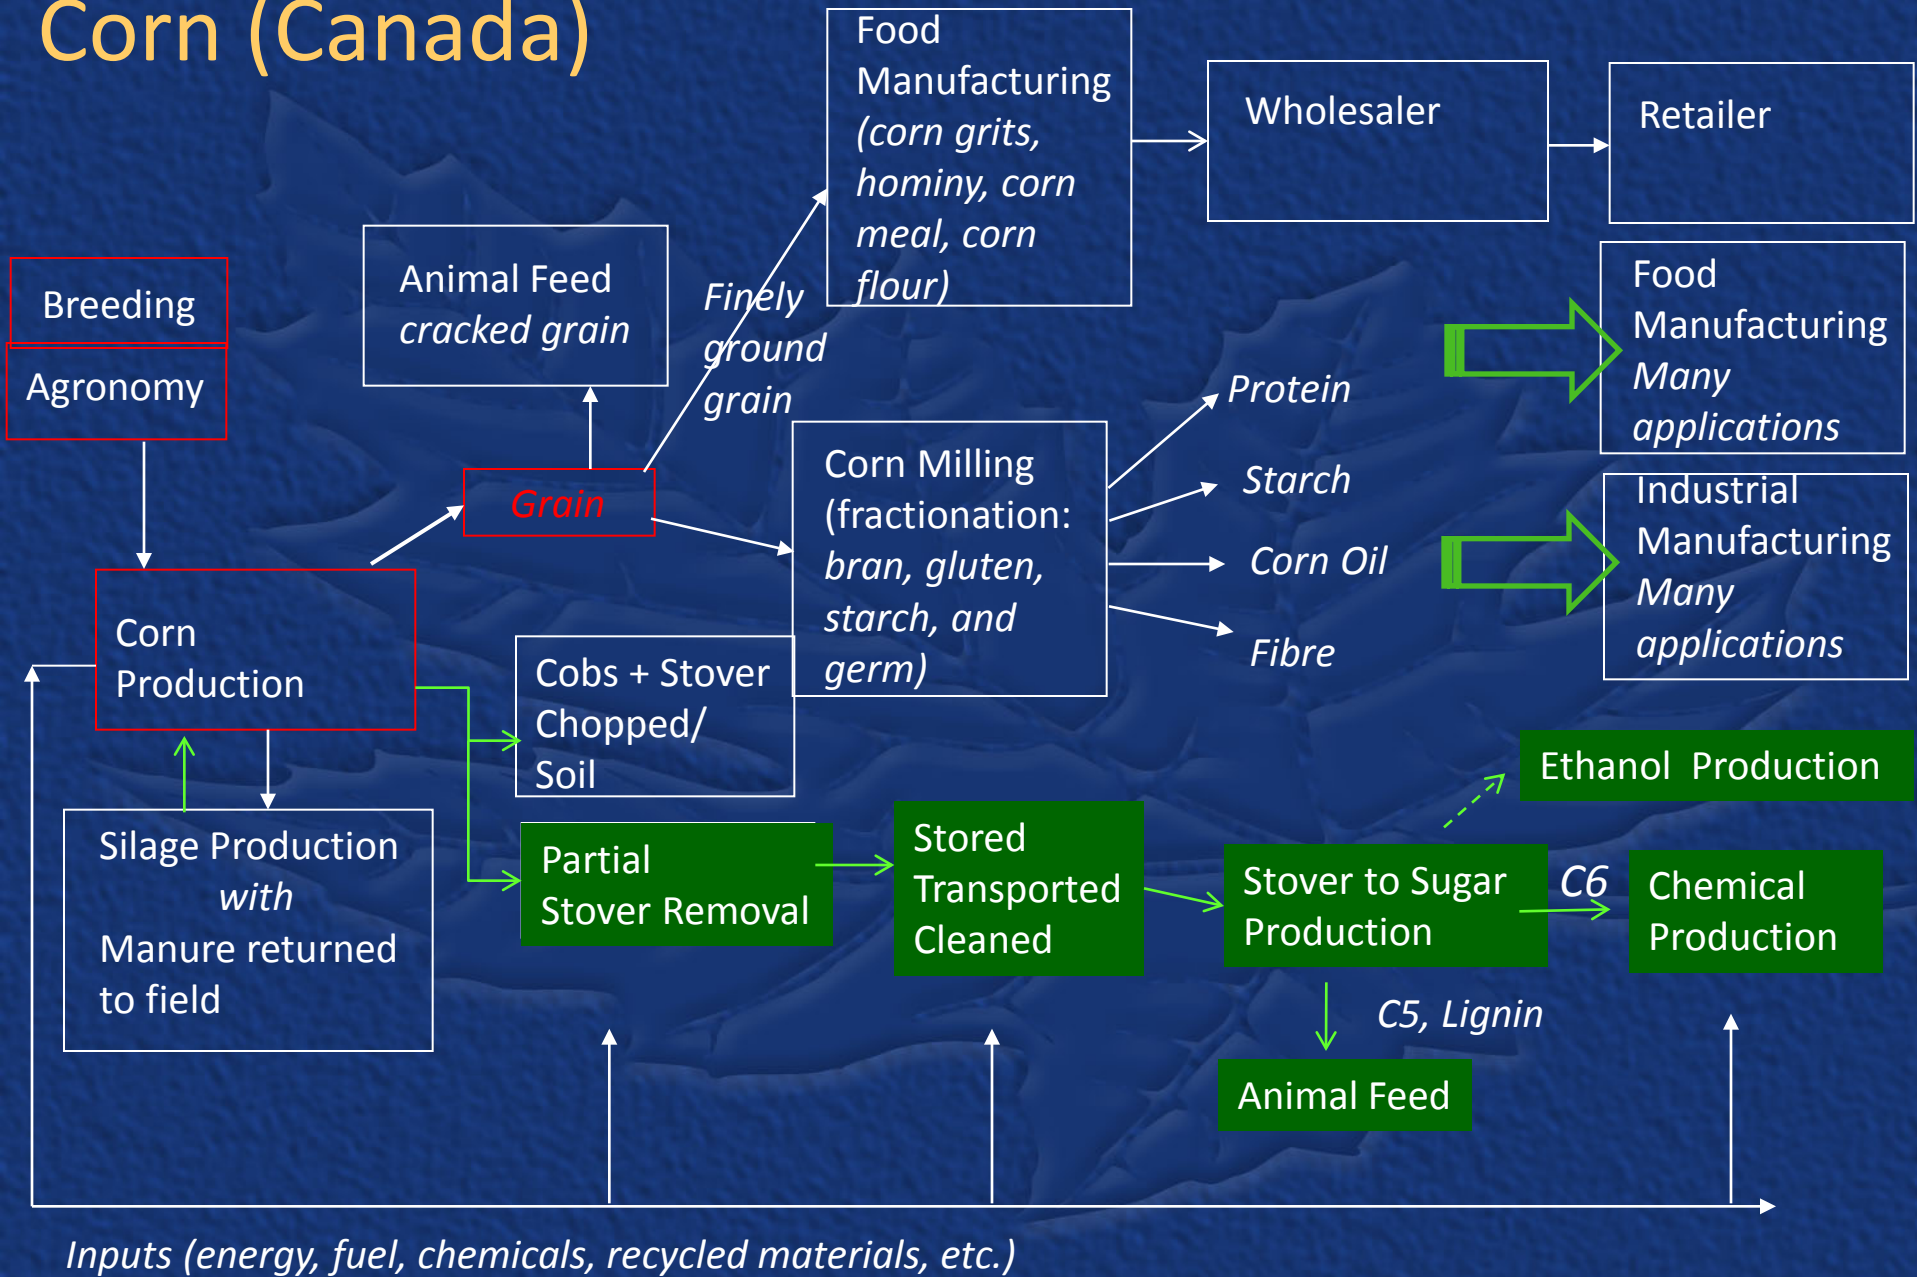 Corn (Canada)
Food
Manufacturing
(corn grits,
hominy, corn
meal, corn
flour)
Wholesaler
Retailer
Breeding
Agronomy
Animal Feed
cracked grain
Finely
ground
grain
Food
Manufacturing
Many
applications
Grain
Corn Milling
(fractionation:
bran, gluten,
starch, and
germ)
Protein
Starch
Corn Oil
Fibre
Industrial
Manufacturing
Many
applications
Corn
Production
Cobs + Stover
Chopped/
Soil
Silage Production
with
Manure returned
to field
Partial
Stover Removal
Stored
Transported
Cleaned
Stover to Sugar
Production
Ethanol  Production
C6
Chemical
Production
C5, Lignin
Animal Feed
Inputs (energy, fuel, chemicals, recycled materials, etc.)